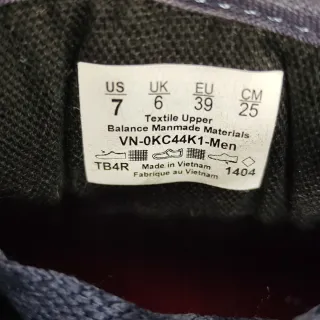 US UK EU CM
7 6 39 25
Textile Upper
Balance Manmade Materials
VN-0KC44K1-Men
TB4R Made in Vietnam 1404
Fabrique au Vietnam